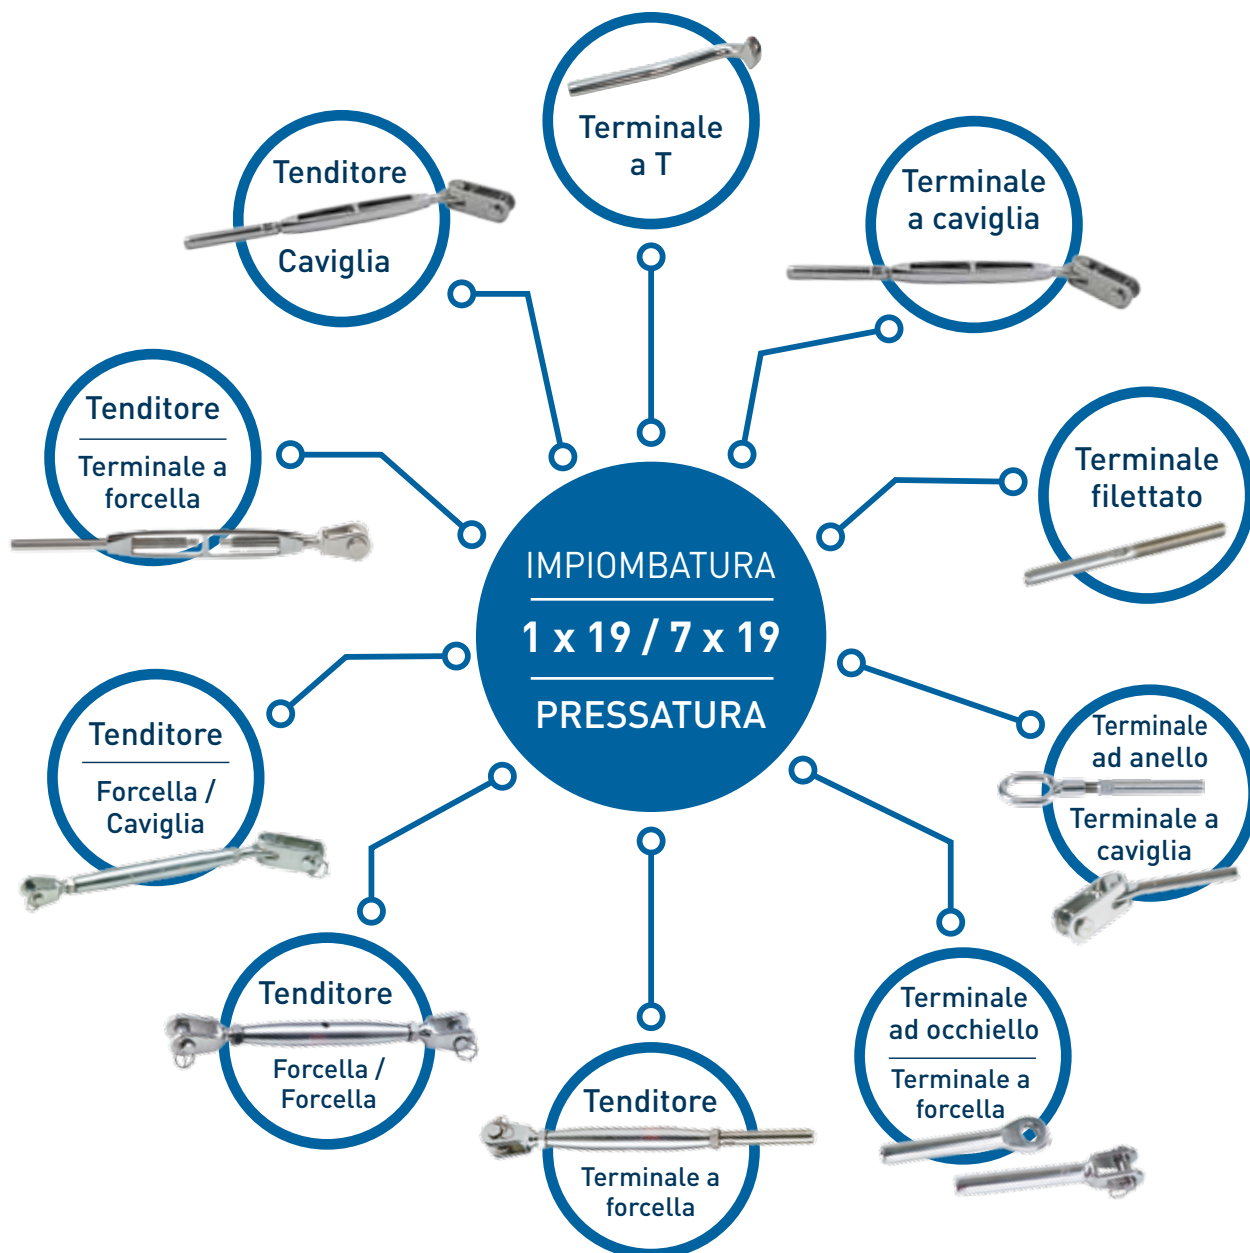 Terminale
a T
Tenditore
Caviglia
Terminale
a caviglia
Tenditore
Terminale a
forcella
Terminale
filettato
IMPIOMBATURA
1 x 19 / 7 x 19
PRESSATURA
Tenditore
Forcella /
Caviglia
Terminale
ad anello
Terminale a
caviglia
Tenditore
Forcella /
Forcella
Terminale
ad occhiello
Terminale a
forcella
Tenditore
Terminale a
forcella